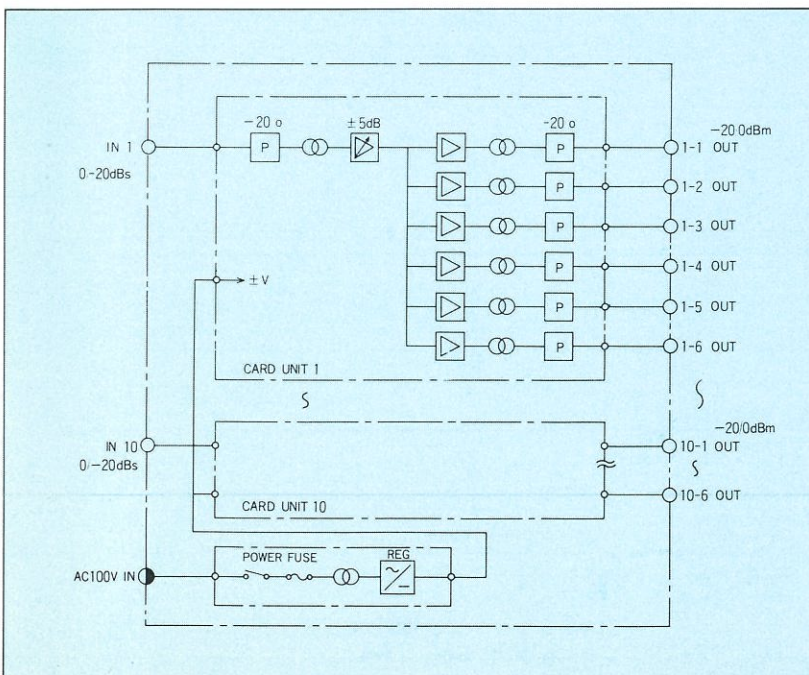 -20 0
±5dB
-20 0
-20 0dBm
IN 1
0/-20dBs
P
P
1-1 OUT
P
1-2 OUT
P
1-3 OUT
P
1-4 OUT
±V
P
1-5 OUT
P
1-6 OUT
CARD UNIT 1
-20/0dBm
IN 10
0/-20dBs
10-1 OUT
10-6 OUT
CARD UNIT 10
POWER FUSE
REG
AC100V IN